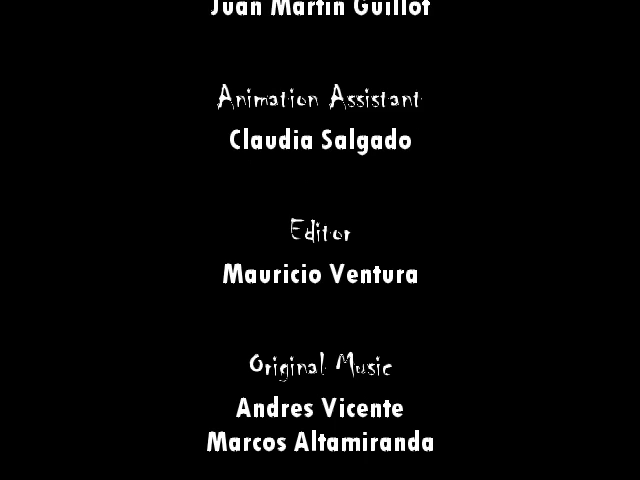 Juan Martin Guillot
Animation Assistant
Claudia Salgado
Editor
Mauricio Ventura
Original Music
Andres Vicente
Marcos Altamiranda